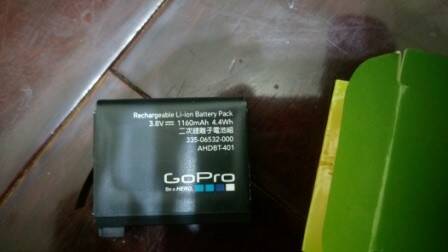 Rechargeable Li-ion Battery Pack
3.8V⎓ 1160mAh 4.4Wh
二次鋰離子電池組
335-06532-000
AHDBT-401
GoPro
Be a HERO.